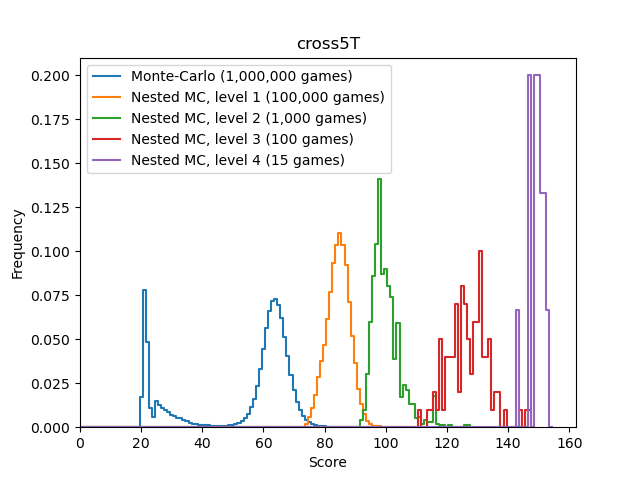 cross5T
Monte-Carlo (1,000,000 games)
Nested MC, level 1 (100,000 games)
Nested MC, level 2 (1,000 games)
Nested MC, level 3 (100 games)
Nested MC, level 4 (15 games)
Frequency
0.200
0.175
0.150
0.125
0.100
0.075
0.050
0.025
0.000
0 20 40 60 80 100 120 140 160
Score